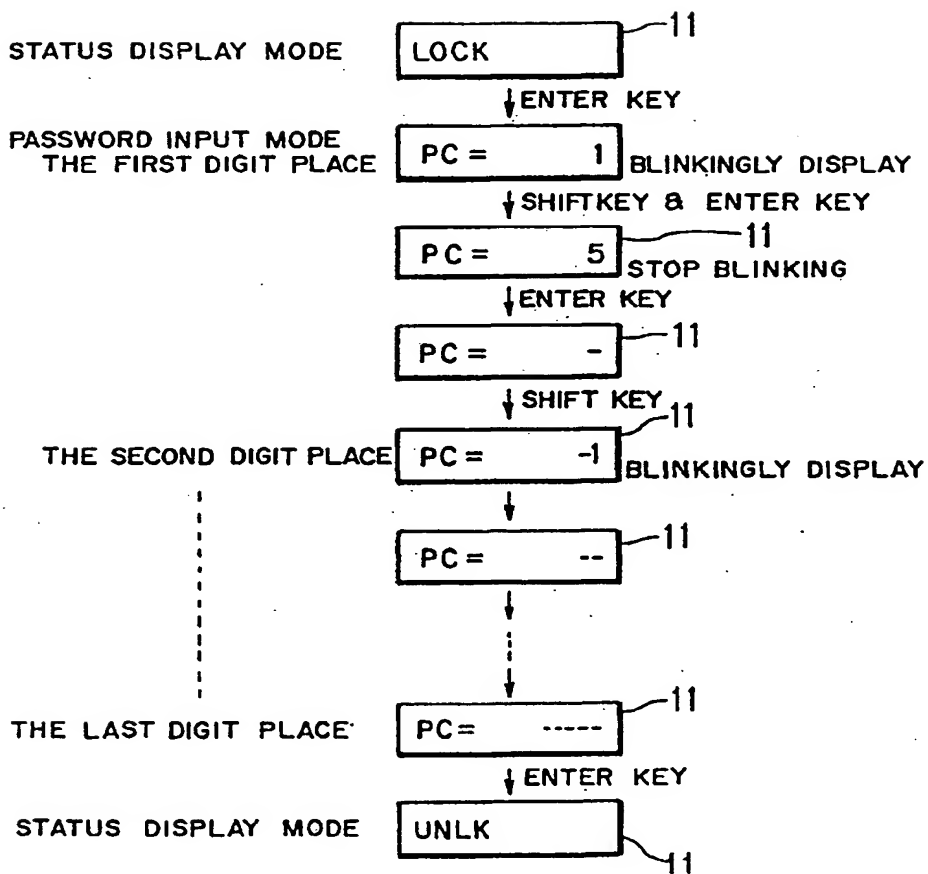 11
STATUS DISPLAY MODE LOCK
ENTER KEY
PASSWORD INPUT MODE
THE FIRST DIGIT PLACE PC = 1 BLINKINGLY DISPLAY
SHIFTKEY & ENTER KEY
11
PC = 5 STOP BLINKING
ENTER KEY
PC = - 11
SHIFT KEY
11
THE SECOND DIGIT PLACE PC = -1 BLINKINGLY DISPLAY
PC = -- 11
THE LAST DIGIT PLACE PC= ----- 11
ENTER KEY
STATUS DISPLAY MODE UNLK
11